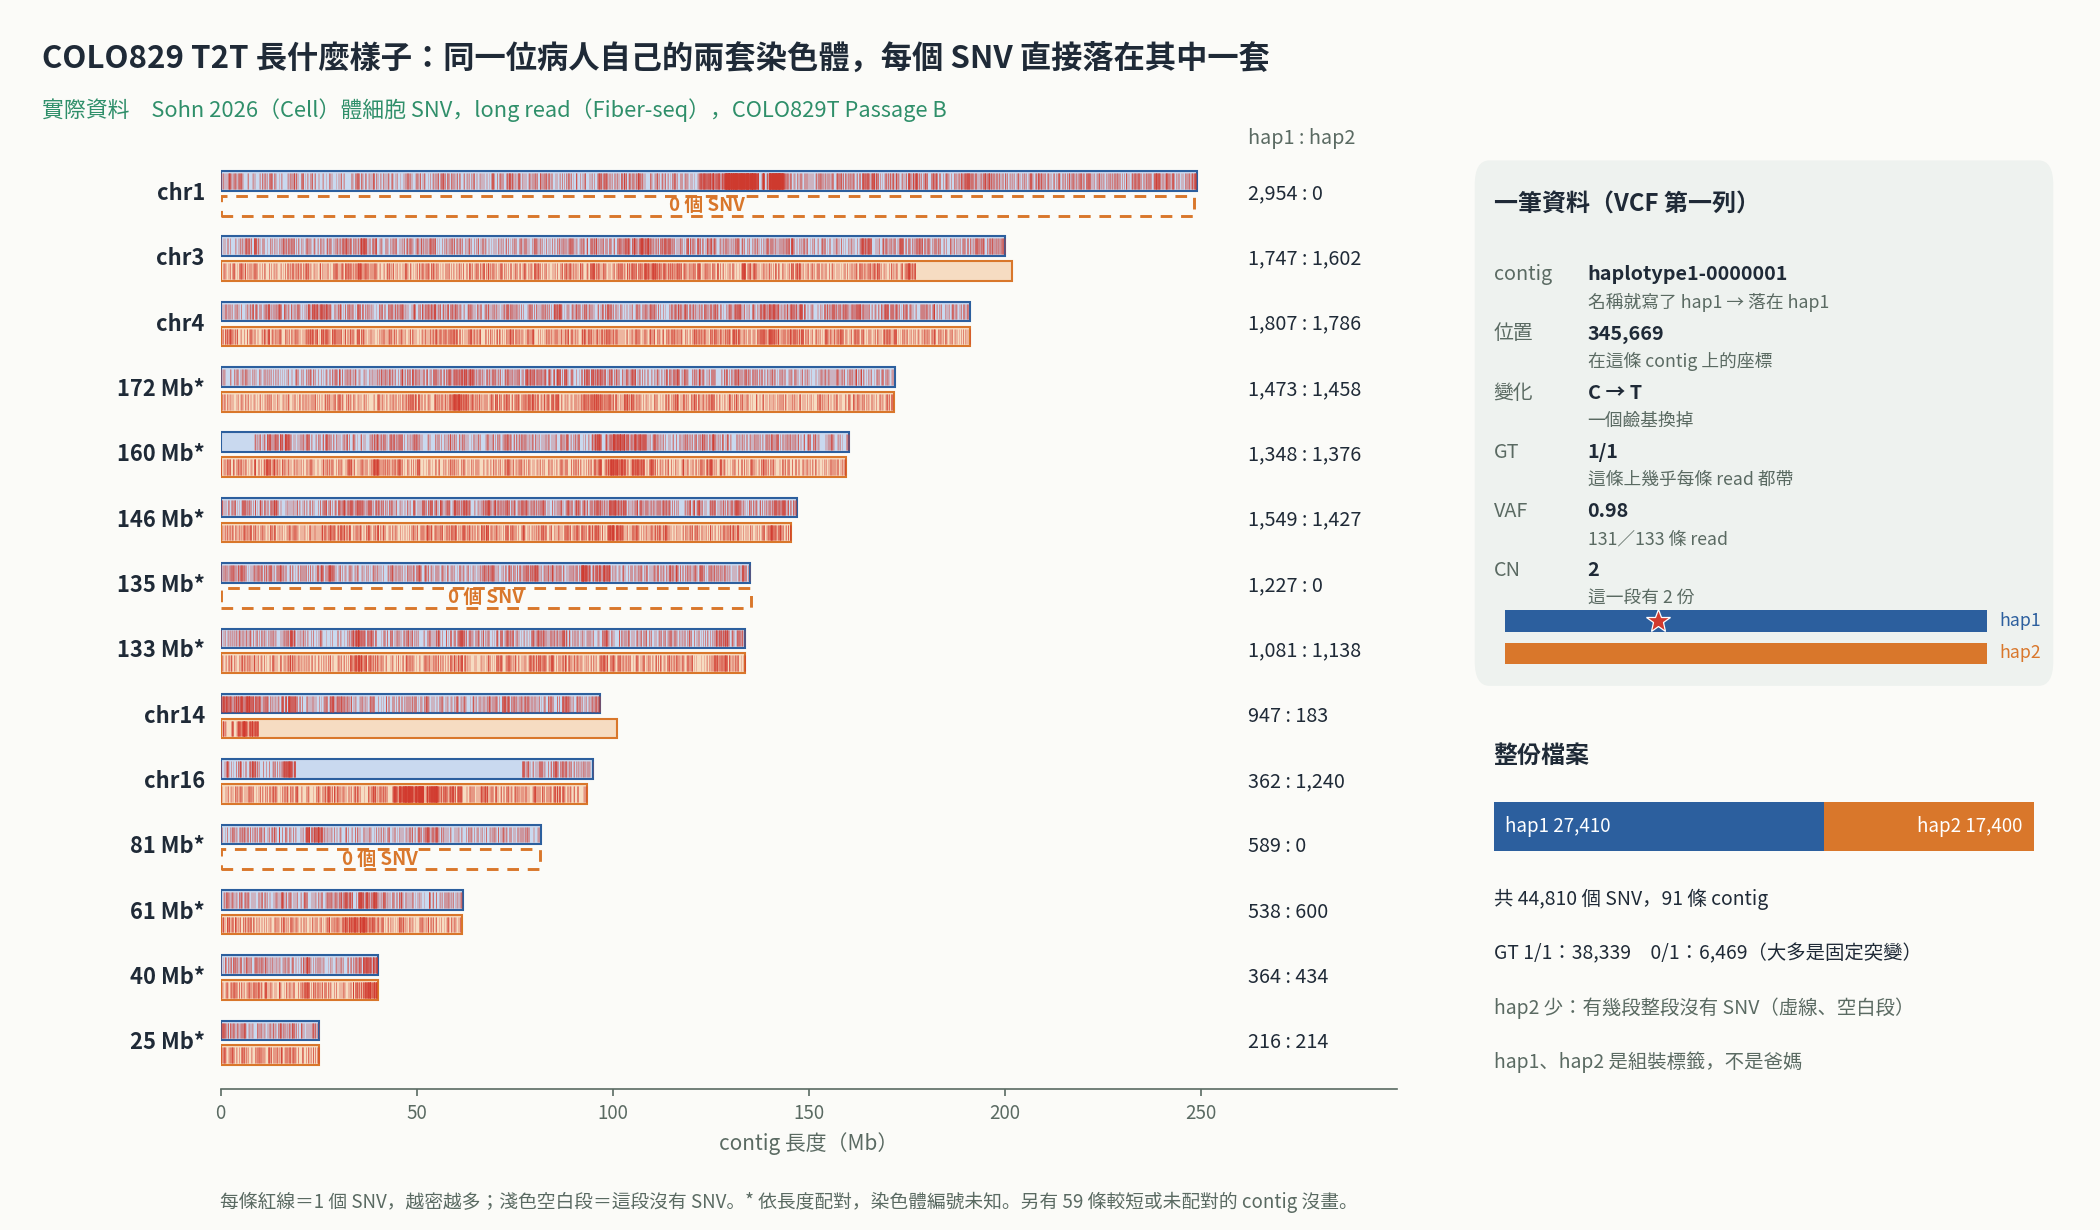 COLO829 T2T 長什麼樣子：同一位病人自己的兩套染色體，每個 SNV 直接落在其中一套
實際資料　Sohn 2026（Cell）體細胞 SNV，long read（Fiber-seq），COLO829T Passage B
hap1 : hap2
chr1
0 個 SNV
2,954 : 0
chr3
1,747 : 1,602
chr4
1,807 : 1,786
172 Mb*
1,473 : 1,458
160 Mb*
1,348 : 1,376
146 Mb*
1,549 : 1,427
135 Mb*
0 個 SNV
1,227 : 0
133 Mb*
1,081 : 1,138
chr14
947 : 183
chr16
362 : 1,240
81 Mb*
0 個 SNV
589 : 0
61 Mb*
538 : 600
40 Mb*
364 : 434
25 Mb*
216 : 214
0 50 100 150 200 250
contig 長度（Mb）
每條紅線＝1 個 SNV，越密越多；淺色空白段＝這段沒有 SNV。* 依長度配對，染色體編號未知。另有 59 條較短或未配對的 contig 沒畫。
一筆資料（VCF 第一列）
contig haplotype1-0000001
名稱就寫了 hap1 → 落在 hap1
位置 345,669
在這條 contig 上的座標
變化 C → T
一個鹼基換掉
GT 1/1
這條上幾乎每條 read 都帶
VAF 0.98
131／133 條 read
CN 2
這一段有 2 份
hap1
hap2
整份檔案
hap1 27,410 hap2 17,400
共 44,810 個 SNV，91 條 contig
GT 1/1：38,339　0/1：6,469（大多是固定突變）
hap2 少：有幾段整段沒有 SNV（虛線、空白段）
hap1、hap2 是組裝標籤，不是爸媽